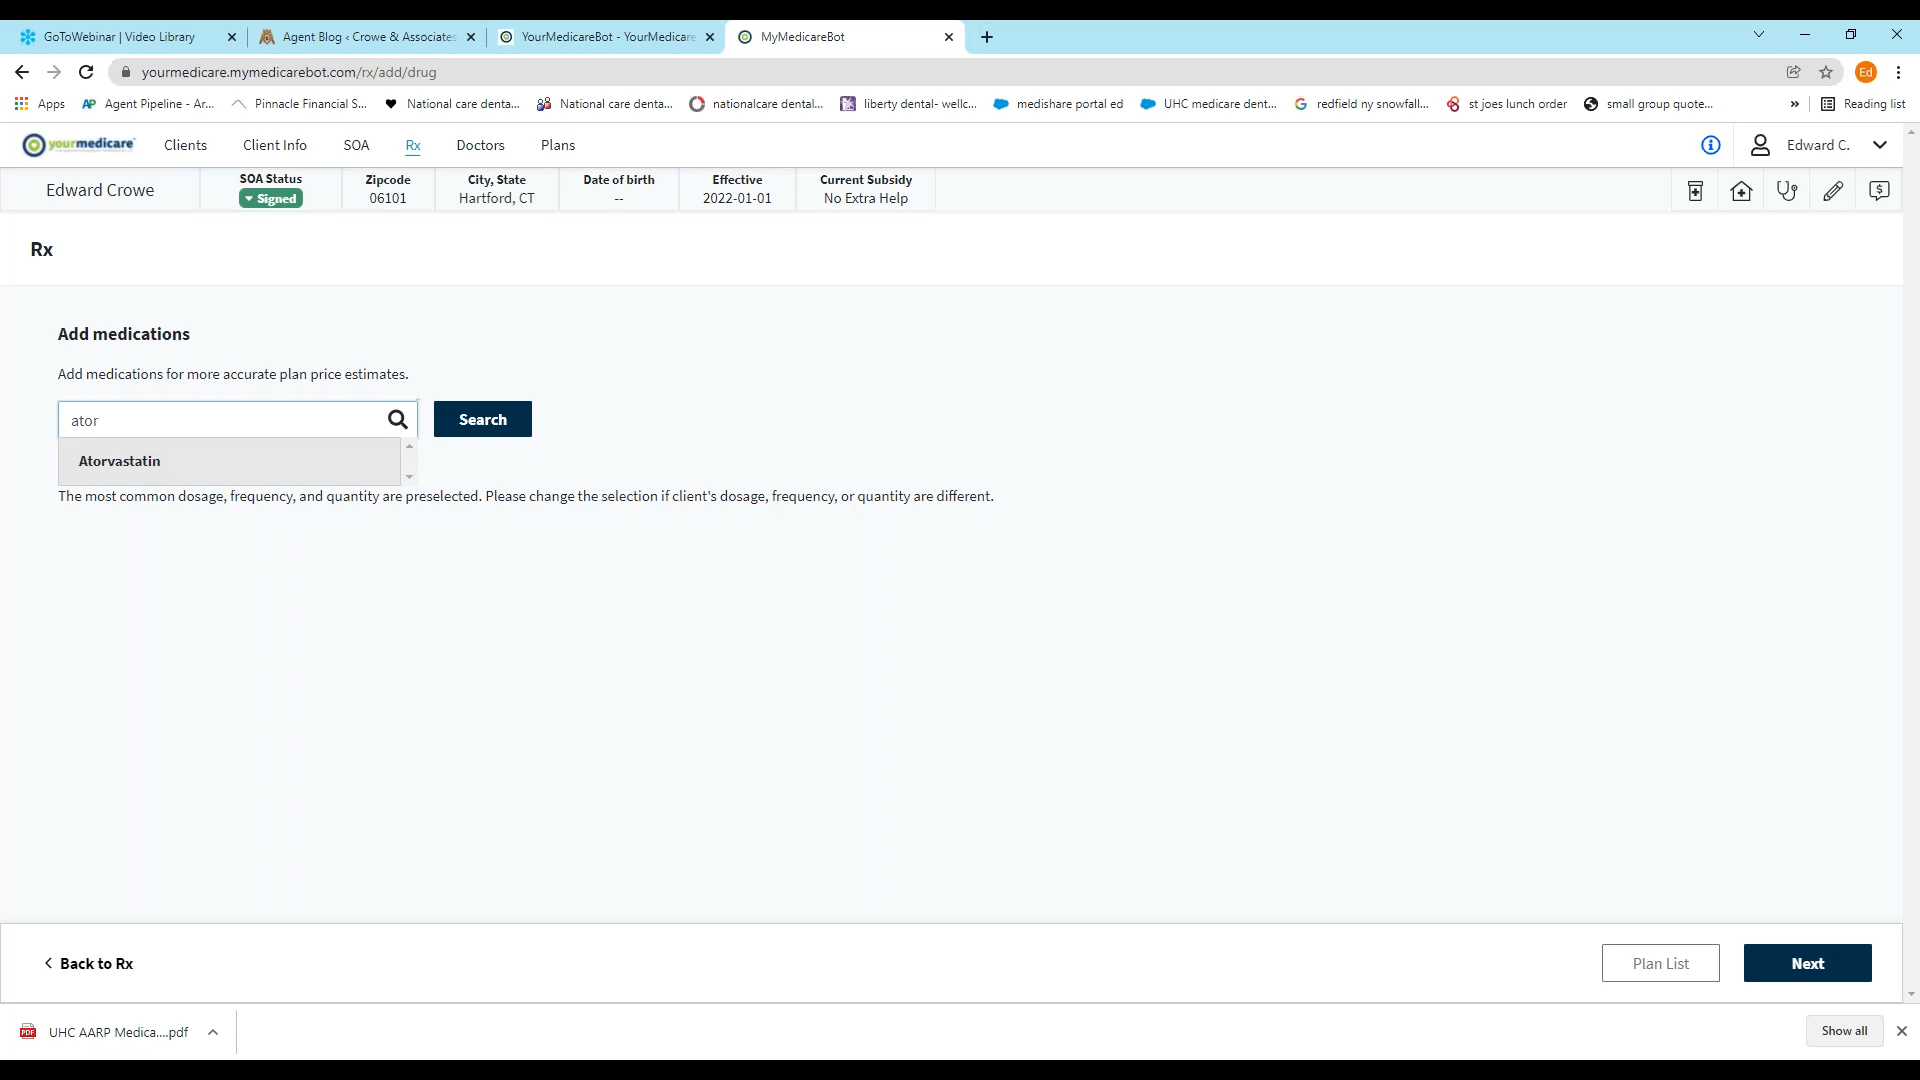 GoToWebinar | Video Library
Agent Blog ‹ Crowe & Associates
YourMedicareBot - YourMedicare
MyMedicareBot
yourmedicare.mymedicarebot.com/rx/add/drug
Ed
Apps
AP Agent Pipeline - Ar...
Pinnacle Financial S...
National care denta...
National care denta...
nationalcare dental...
liberty dental- wellc...
medishare portal ed
UHC medicare dent...
redfield ny snowfall...
st joes lunch order
small group quote...
»
Reading list
yourmedicare
Clients
Client Info
SOA
Rx
Doctors
Plans
Edward C.
Edward Crowe
SOA Status
Signed
Zipcode
06101
City, State
Hartford, CT
Date of birth
--
Effective
2022-01-01
Current Subsidy
No Extra Help
Rx
Add medications
Add medications for more accurate plan price estimates.
ator
Search
Atorvastatin
The most common dosage, frequency, and quantity are preselected. Please change the selection if client's dosage, frequency, or quantity are different.
Back to Rx
Plan List
Next
PDF
UHC AARP Medica....pdf
Show all